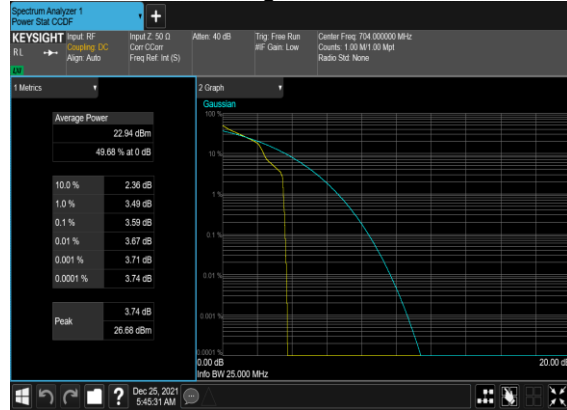 Spectrum Analyzer 1
Power Stat CCDF
KEYSIGHT
RL
Input: RF
Coupling: DC
Align: Auto
Input Z: 50 Ω
Corr CCorr
Freq Ref: Int (S)
Atten: 40 dB
Trig: Free Run
#IF Gain: Low
Center Freq: 704.000000 MHz
Counts: 1.00 M/1.00 Mpt
Radio Std: None
1 Metrics
Average Power
22.94 dBm
49.68 % at 0 dB
10.0 % 2.36 dB
1.0 % 3.49 dB
0.1 % 3.59 dB
0.01 % 3.67 dB
0.001 % 3.71 dB
0.0001 % 3.74 dB
Peak
3.74 dB
26.68 dBm
2 Graph
Gaussian
100 %
10 %
1 %
0.1 %
0.01 %
0.001 %
0.0001 %
0.00 dB
20.00 dB
Info BW 25.000 MHz
Dec 25, 2021
5:45:31 AM